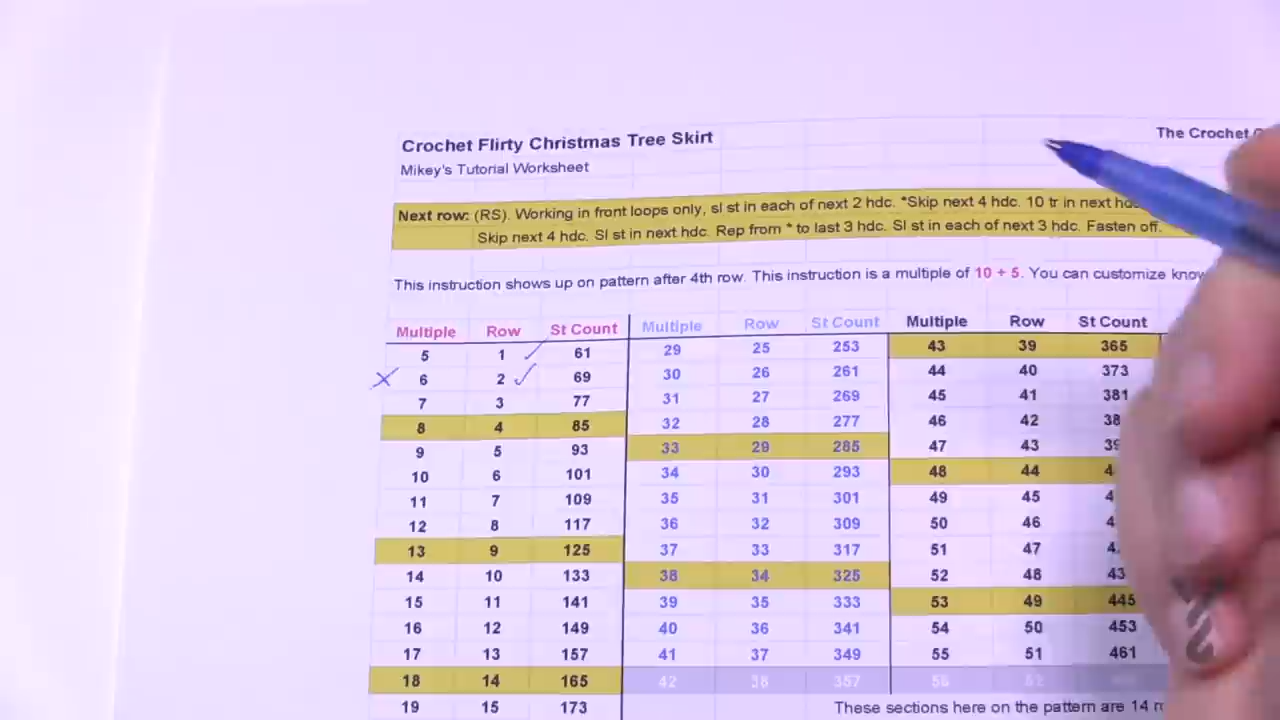 Crochet Flirty Christmas Tree Skirt
The Crochet
Mikey's Tutorial Worksheet
Next row: (RS). Working in front loops only, sl st in each of next 2 hdc. *Skip next 4 hdc. 10 tr in next
Skip next 4 hdc. Sl st in next hdc. Rep from * to last 3 hdc. Sl st in each of next 3 hdc. Fasten off.
This instruction shows up on pattern after 4th row. This instruction is a multiple of 10 + 5. You can customize
Multiple Row St Count Multiple Row St Count Multiple Row St Count
5 1 61 29 25 253 43 39 365
6 2 69 30 26 261 44 40 373
7 3 77 31 27 269 45 41 381
8 4 85 32 28 277 46 42
9 5 93 33 29 285 47 43
10 6 101 34 30 293 48 44
11 7 109 35 31 301 49 45
12 8 117 36 32 309 50 46
13 9 125 37 33 317 51 47
14 10 133 38 34 325 52 48
15 11 141 39 35 333 53 49 445
16 12 149 40 36 341 54 50 453
17 13 157 41 37 349 55 51 461
18 14 165 42 38 357 56 52
19 15 173
These sections here on the pattern are 14